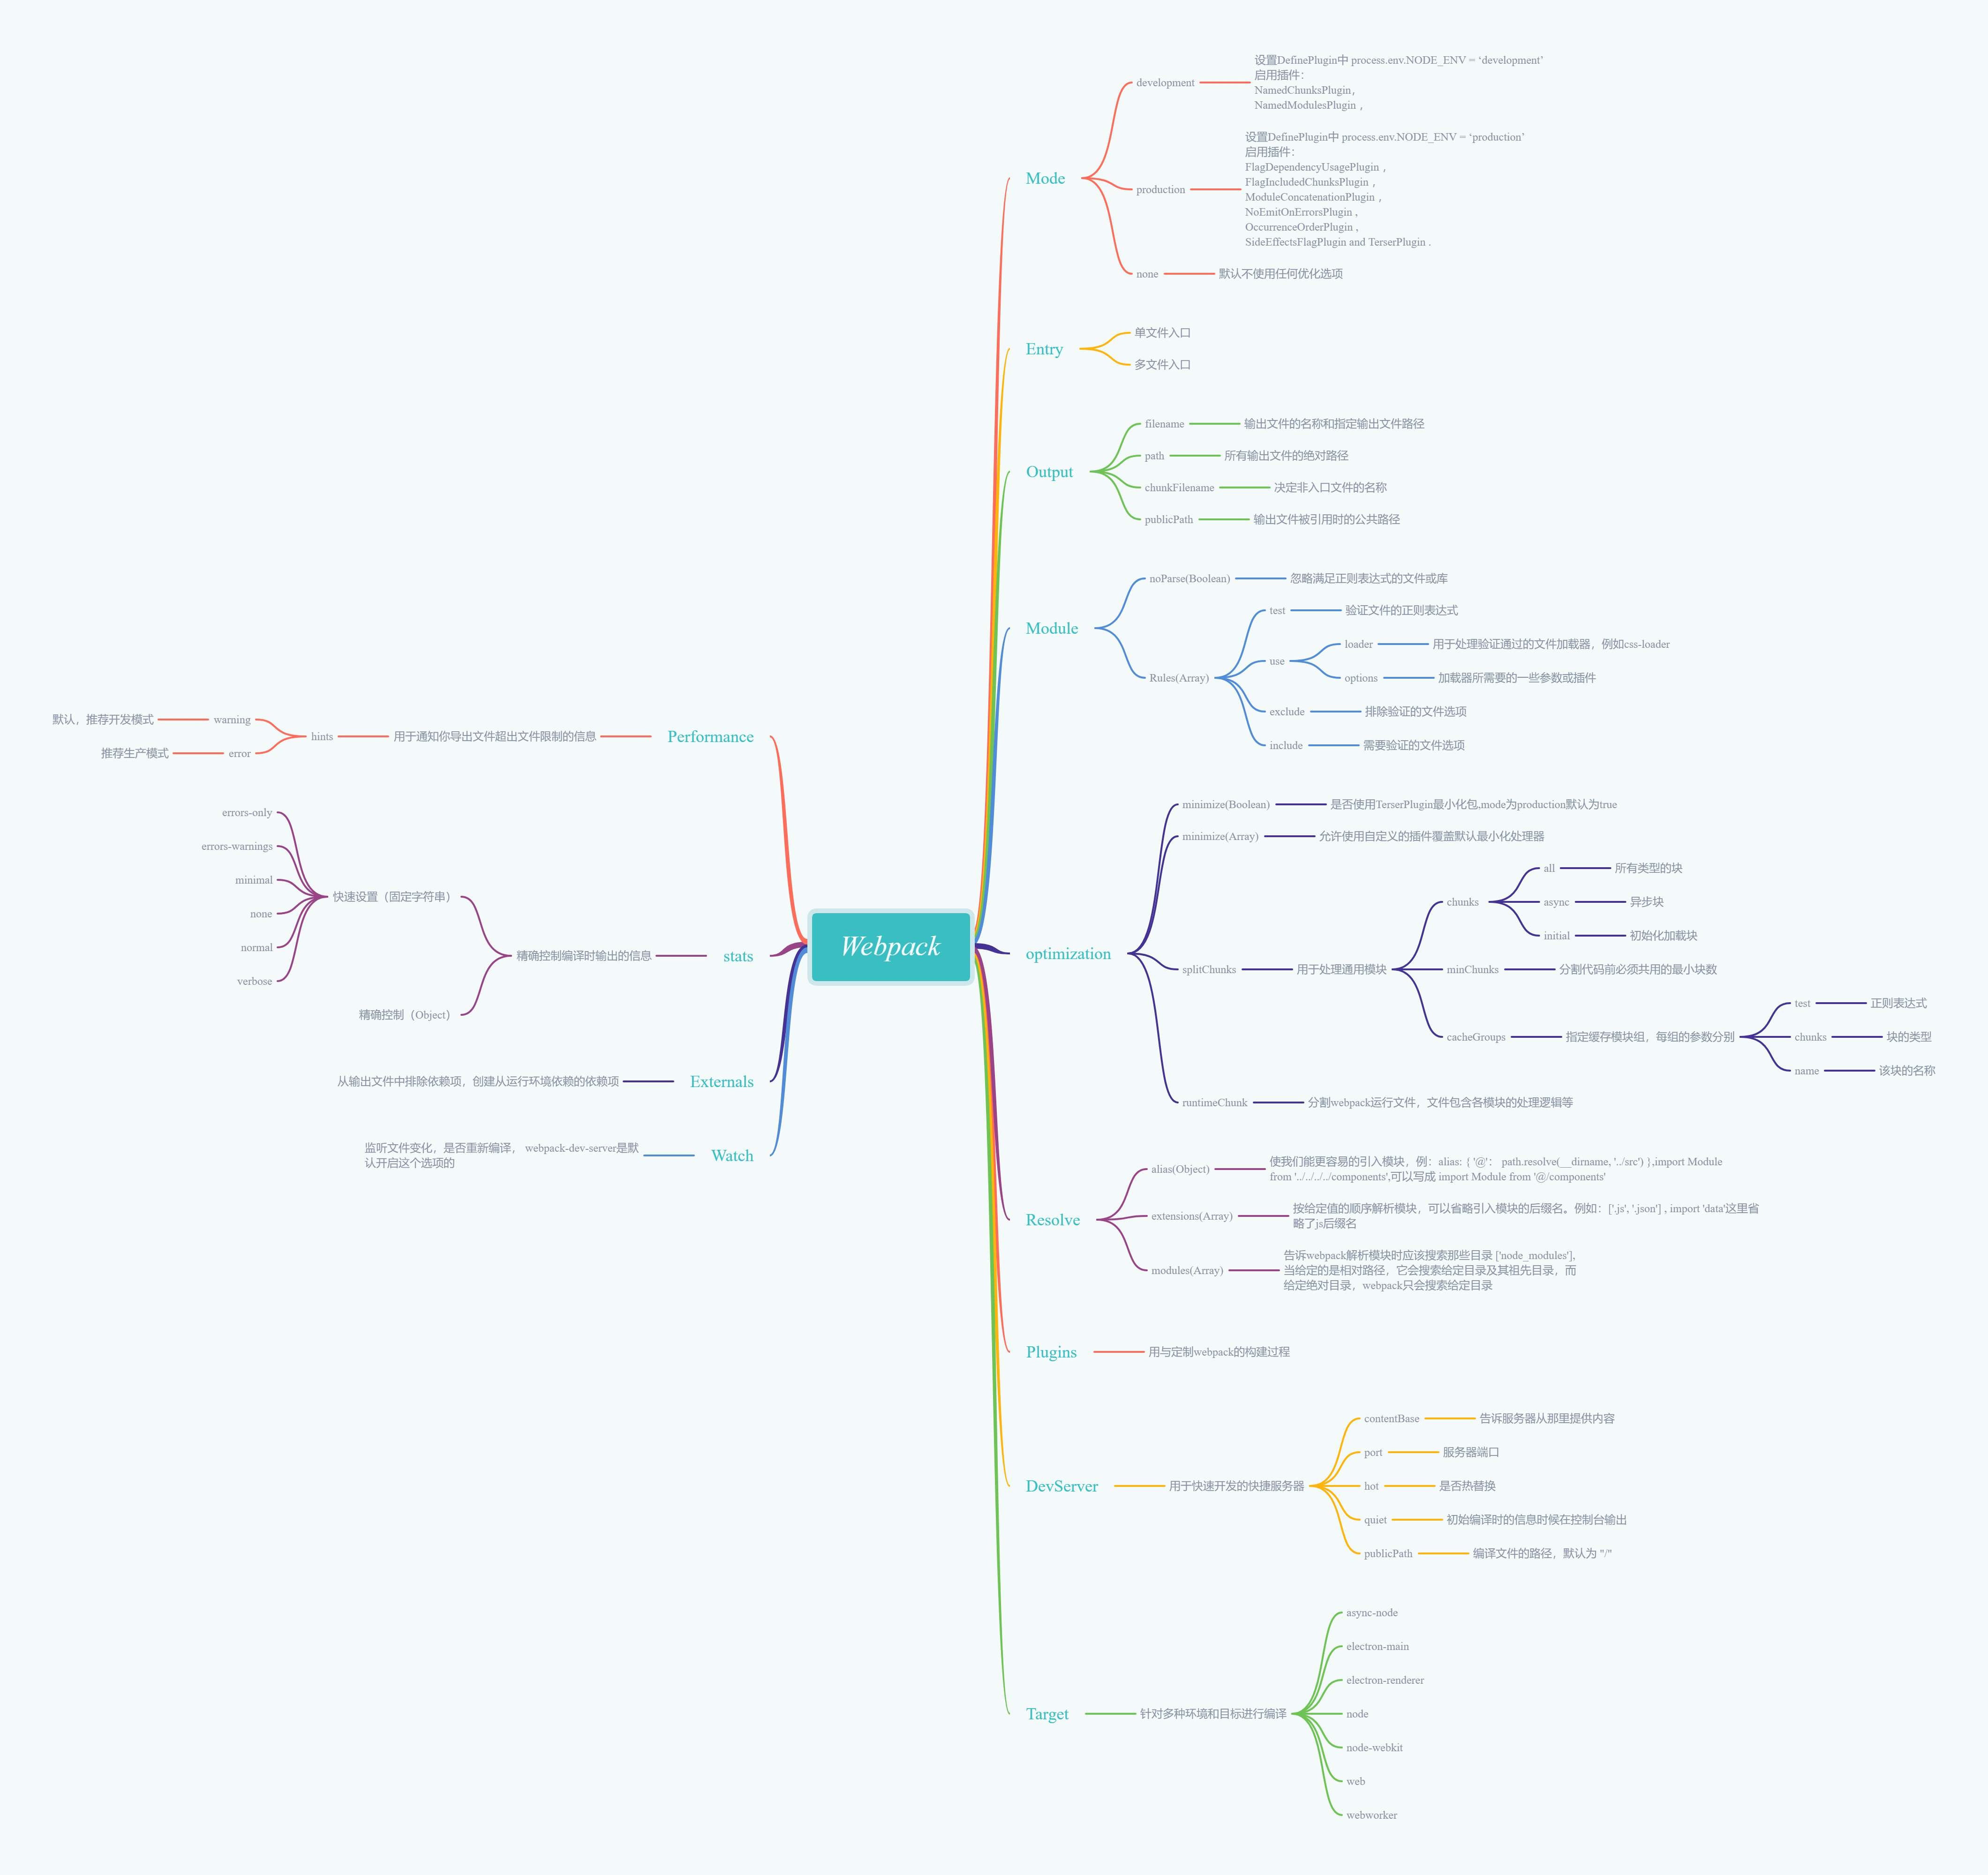 Webpack
Mode
development
设置DefinePlugin中 process.env.NODE_ENV = ‘development’
启用插件：
NamedChunksPlugin，
NamedModulesPlugin ，
production
设置DefinePlugin中 process.env.NODE_ENV = ‘production’
启用插件：
FlagDependencyUsagePlugin ，
FlagIncludedChunksPlugin ，
ModuleConcatenationPlugin ，
NoEmitOnErrorsPlugin ，
OccurrenceOrderPlugin ，
SideEffectsFlagPlugin and TerserPlugin .
none
默认不使用任何优化选项
Entry
单文件入口
多文件入口
Output
filename
输出文件的名称和指定输出文件路径
path
所有输出文件的绝对路径
chunkFilename
决定非入口文件的名称
publicPath
输出文件被引用时的公共路径
Module
noParse(Boolean)
忽略满足正则表达式的文件或库
Rules(Array)
test
验证文件的正则表达式
use
loader
用于处理验证通过的文件加载器，例如css-loader
options
加载器所需要的一些参数或插件
exclude
排除验证的文件选项
include
需要验证的文件选项
optimization
minimize(Boolean)
是否使用TerserPlugin最小化包,mode为production默认为true
minimize(Array)
允许使用自定义的插件覆盖默认最小化处理器
splitChunks
用于处理通用模块
chunks
all
所有类型的块
async
异步块
initial
初始化加载块
minChunks
分割代码前必须共用的最小块数
cacheGroups
指定缓存模块组，每组的参数分别
test
正则表达式
chunks
块的类型
name
该块的名称
runtimeChunk
分割webpack运行文件，文件包含各模块的处理逻辑等
Resolve
alias(Object)
使我们能更容易的引入模块，例：alias: { '@'： path.resolve(__dirname, '../src') },import Module
from '../../../../components',可以写成 import Module from '@/components'
extensions(Array)
按给定值的顺序解析模块，可以省略引入模块的后缀名。例如：['.js', '.json'] , import 'data'这里省
略了js后缀名
modules(Array)
告诉webpack解析模块时应该搜索那些目录 ['node_modules'],
当给定的是相对路径，它会搜索给定目录及其祖先目录，而
给定绝对目录，webpack只会搜索给定目录
Plugins
用与定制webpack的构建过程
DevServer
用于快速开发的快捷服务器
contentBase
告诉服务器从那里提供内容
port
服务器端口
hot
是否热替换
quiet
初始编译时的信息时候在控制台输出
publicPath
编译文件的路径，默认为 "/"
Target
针对多种环境和目标进行编译
async-node
electron-main
electron-renderer
node
node-webkit
web
webworker
Performance
用于通知你导出文件超出文件限制的信息
hints
warning
默认，推荐开发模式
error
推荐生产模式
stats
精确控制编译时输出的信息
快速设置（固定字符串）
errors-only
errors-warnings
minimal
none
normal
verbose
精确控制（Object）
Externals
从输出文件中排除依赖项，创建从运行环境依赖的依赖项
Watch
监听文件变化，是否重新编译， webpack-dev-server是默
认开启这个选项的